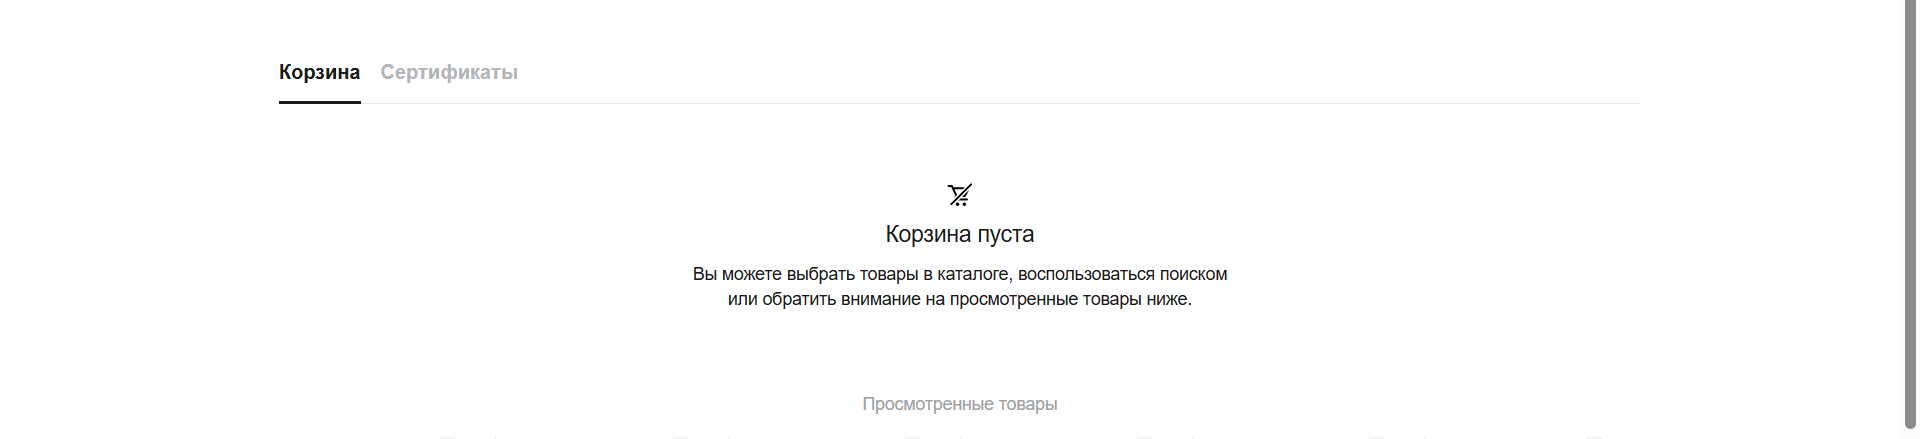 Корзина Сертификаты
Корзина пуста
Вы можете выбрать товары в каталоге, воспользоваться поиском
или обратить внимание на просмотренные товары ниже.
Просмотренные товары